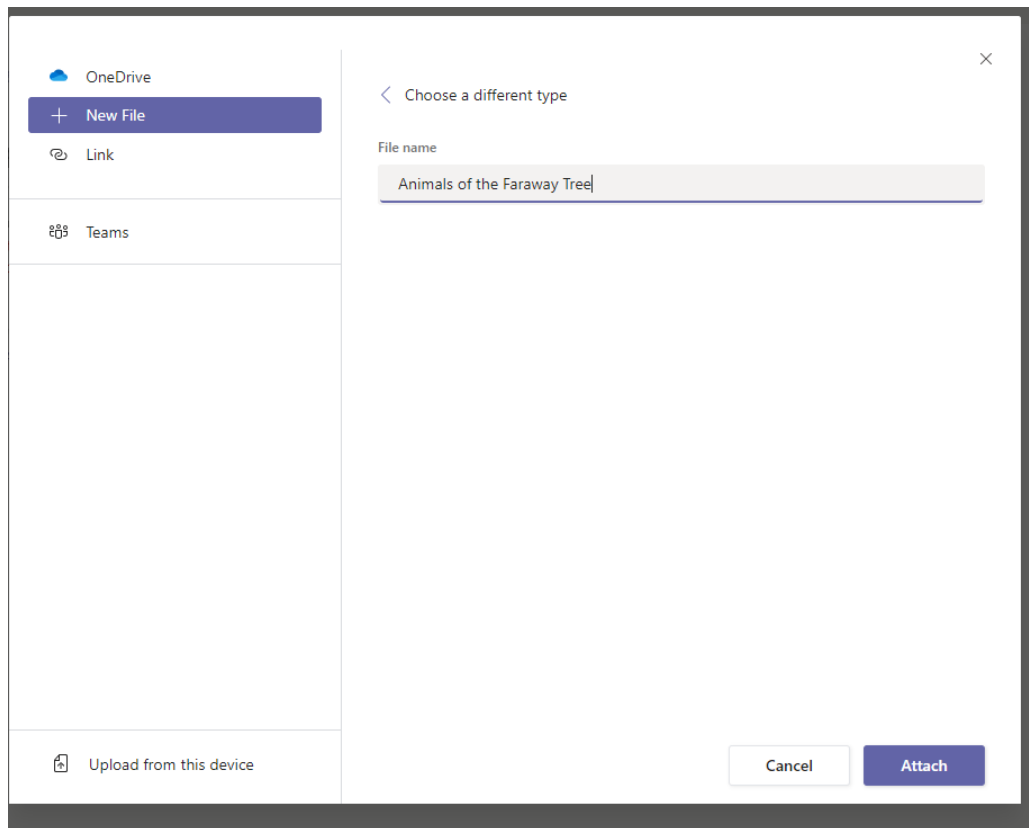 OneDrive
New File
Link
Teams
Upload from this device
Choose a different type
File name
Animals of the Faraway Tree
Cancel
Attach